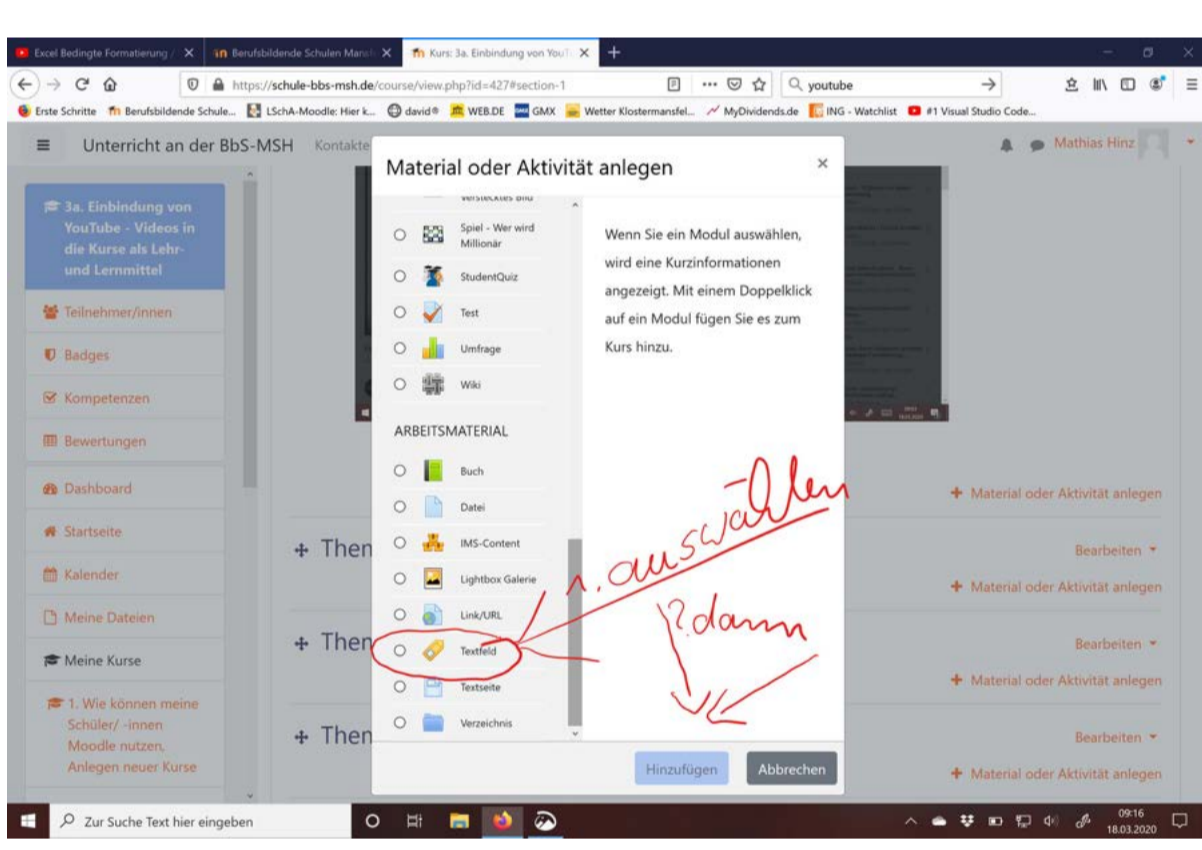 Excel Bedingte Formatierung /
Berufsbildende Schulen Mansf
Kurs: 3a. Einbindung von YouT
https://schule-bbs-msh.de/course/view.php?id=427#section-1
youtube
Erste Schritte
Berufsbildende Schule...
LSchA-Moodle: Hier k...
david®
WEB.DE
GMX
Wetter Klostermansfel...
MyDividends.de
ING - Watchlist
#1 Visual Studio Code...
Unterricht an der BbS-MSH
Kontakte
Mathias Hinz
3a. Einbindung von
YouTube - Videos in
die Kurse als Lehr-
und Lernmittel
Teilnehmer/innen
Badges
Kompetenzen
Bewertungen
Dashboard
Startseite
Kalender
Meine Dateien
Meine Kurse
1. Wie können meine
Schüler/ -innen
Moodle nutzen,
Anlegen neuer Kurse
Material oder Aktivität anlegen
×
Verstecktes Bild
Spiel - Wer wird
Millionär
StudentQuiz
Test
Umfrage
Wiki
ARBEITSMATERIAL
Buch
Datei
IMS-Content
Lightbox Galerie
Link/URL
Textfeld
Textseite
Verzeichnis
Wenn Sie ein Modul auswählen,
wird eine Kurzinformationen
angezeigt. Mit einem Doppelklick
auf ein Modul fügen Sie es zum
Kurs hinzu.
1. auswählen
2. dann
Hinzufügen
Abbrechen
+ Material oder Aktivität anlegen
Them
Bearbeiten
+ Material oder Aktivität anlegen
Them
Bearbeiten
+ Material oder Aktivität anlegen
Them
Bearbeiten
+ Material oder Aktivität anlegen
Zur Suche Text hier eingeben
09:16
18.03.2020